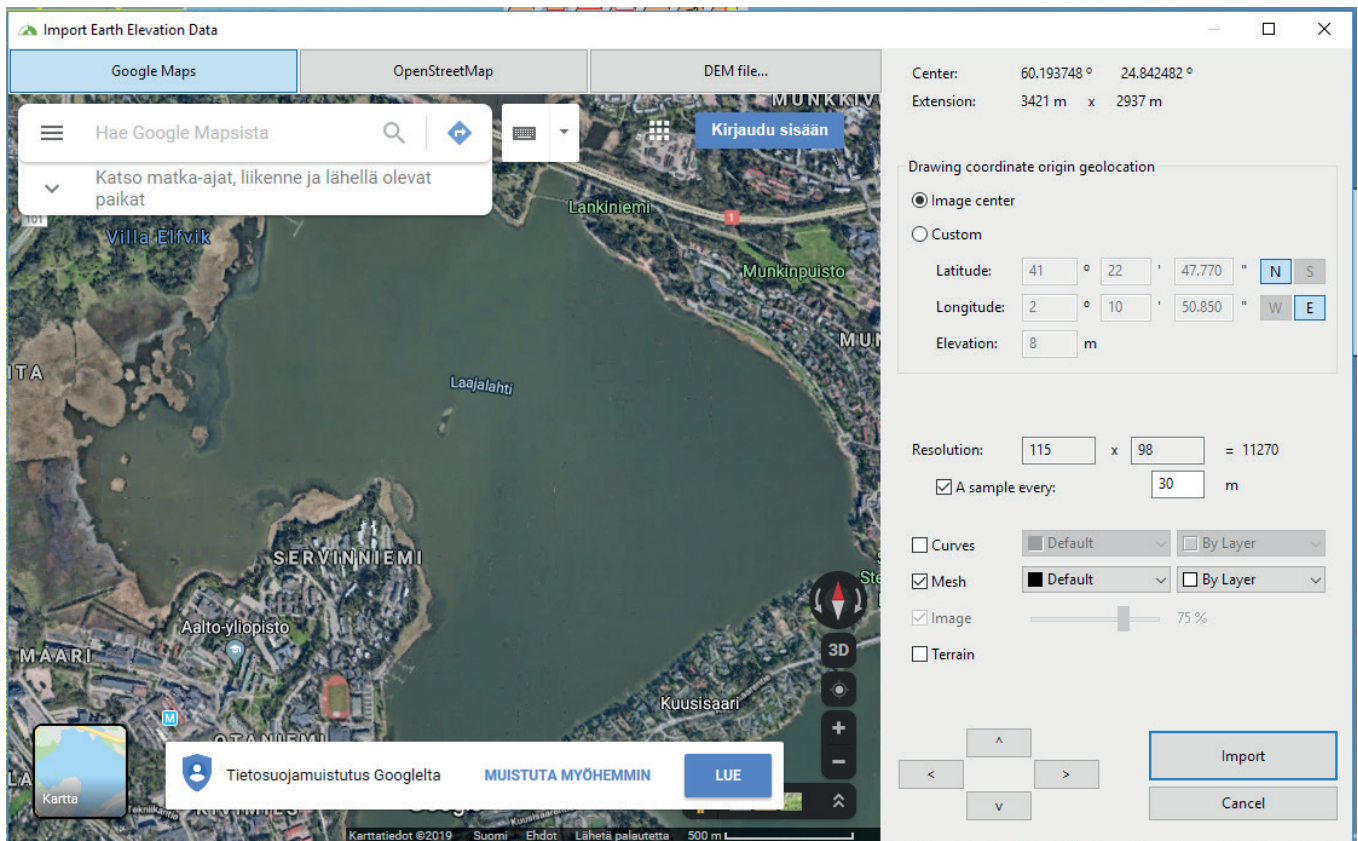 Import Earth Elevation Data
Google Maps
OpenStreetMap
DEM file...
Center: 60.193748 º 24.842482 º
Extension: 3421 m x 2937 m
Hae Google Mapsista
Kirjaudu sisään
Katso matka-ajat, liikenne ja lähellä olevat
paikat
101
Villa Elfvik
Lankiniemi
1
Munkinpuisto
Laajalahti
SERVINNIEMI
Aalto-yliopisto
MAARI
M
OTANIEMI
Kuusisaari
3D
Kartta
Tietosuojamuistutus Googlelta
MUISTUTA MYÖHEMMIN
LUE
Tekniikantie
Kuusisaarenk
Karttatiedot ©2019 Suomi Ehdot Lähetä palautetta 500 m
Drawing coordinate origin geolocation
Image center
Custom
Latitude: 41 º 22 ' 47.770 " N S
Longitude: 2 º 10 ' 50.850 " W E
Elevation: 8 m
Resolution: 115 x 98 = 11270
A sample every: 30 m
Curves Default By Layer
Mesh Default By Layer
Image 75 %
Terrain
Import
Cancel